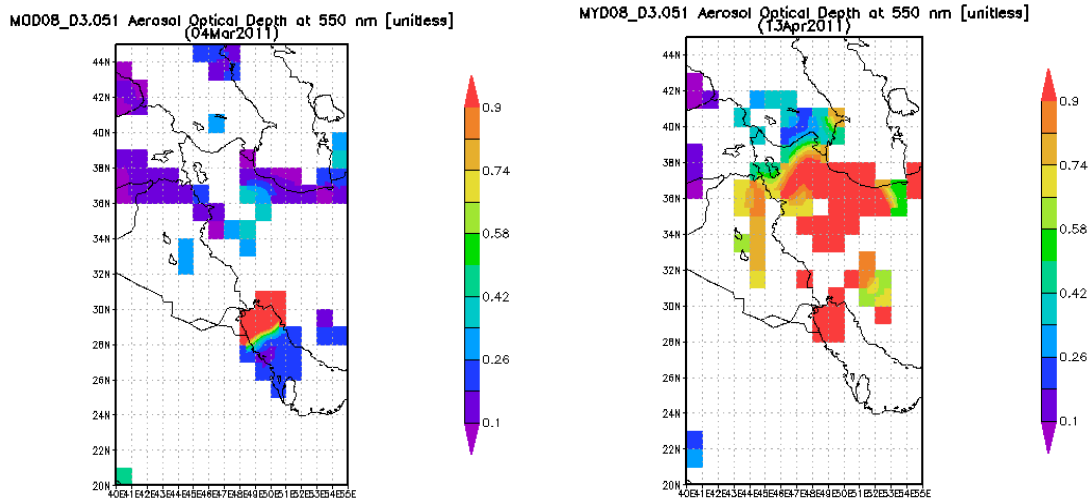 MOD08_D3.051 Aerosol Optical Depth at 550 nm [unitless]
(04Mar2011)
44N
42N
40N
38N
36N
34N
32N
30N
28N
26N
24N
22N
20N
40E41E42E43E44E45E46E47E48E49E50E51E52E53E54E55E
0.9
0.74
0.58
0.42
0.26
0.1
MYD08_D3.051 Aerosol Optical Depth at 550 nm [unitless]
(13Apr2011)
44N
42N
40N
38N
36N
34N
32N
30N
28N
26N
24N
22N
20N
40E41E42E43E44E45E46E47E48E49E50E51E52E53E54E55E
0.9
0.74
0.58
0.42
0.26
0.1